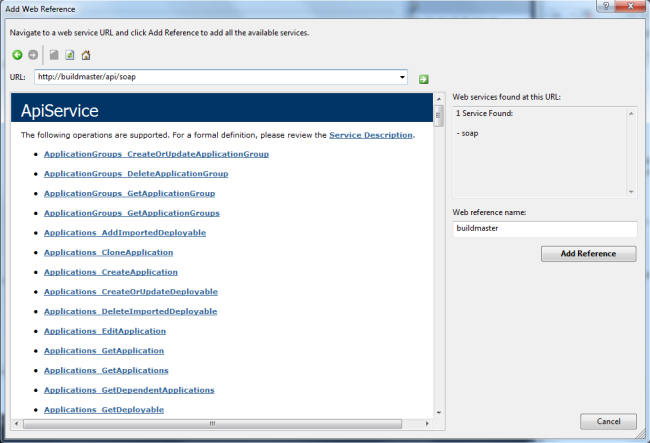 Add Web Reference
Navigate to a web service URL and click Add Reference to add all the available services.
URL: http://buildmaster/api/soap
ApiService
The following operations are supported. For a formal definition, please review the Service Description.
• ApplicationGroups_CreateOrUpdateApplicationGroup
• ApplicationGroups_DeleteApplicationGroup
• ApplicationGroups_GetApplicationGroup
• ApplicationGroups_GetApplicationGroups
• Applications_AddImportedDeployable
• Applications_CloneApplication
• Applications_CreateApplication
• Applications_CreateOrUpdateDeployable
• Applications_DeleteImportedDeployable
• Applications_EditApplication
• Applications_GetApplication
• Applications_GetApplications
• Applications_GetDependentApplications
• Applications_GetDeployable
Web services found at this URL:
1 Service Found:
- soap
Web reference name:
buildmaster
Add Reference
Cancel